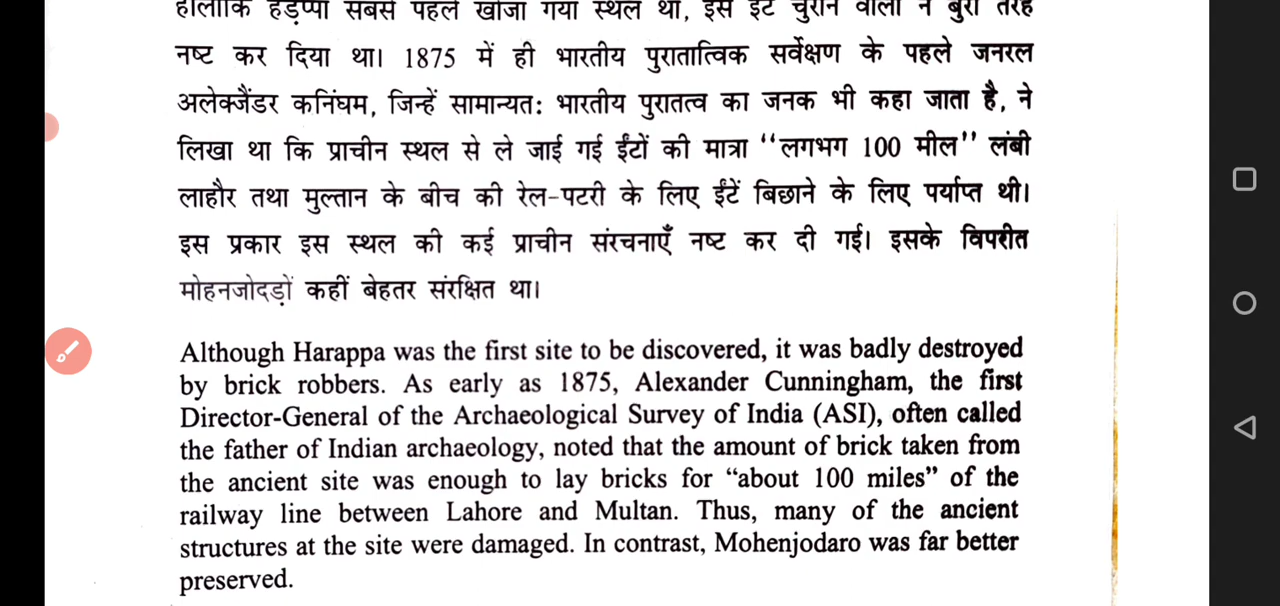 हालाँकि हड़प्पा सबसे पहले खोजा गया स्थल था, इसे ईंट चुराने वालों ने बुरी तरह
नष्ट कर दिया था। 1875 में ही भारतीय पुरातात्विक सर्वेक्षण के पहले जनरल
अलेक्जैंडर कनिंघम, जिन्हें सामान्यत: भारतीय पुरातत्व का जनक भी कहा जाता है, ने
लिखा था कि प्राचीन स्थल से ले जाई गई ईंटों की मात्रा “लगभग 100 मील” लंबी
लाहौर तथा मुल्तान के बीच की रेल-पटरी के लिए ईंटें बिछाने के लिए पर्याप्त थी।
इस प्रकार इस स्थल की कई प्राचीन संरचनाएँ नष्ट कर दी गई। इसके विपरीत
मोहनजोदड़ों कहीं बेहतर संरक्षित था।
Although Harappa was the first site to be discovered, it was badly destroyed
by brick robbers. As early as 1875, Alexander Cunningham, the first
Director-General of the Archaeological Survey of India (ASI), often called
the father of Indian archaeology, noted that the amount of brick taken from
the ancient site was enough to lay bricks for “about 100 miles” of the
railway line between Lahore and Multan. Thus, many of the ancient
structures at the site were damaged. In contrast, Mohenjodaro was far better
preserved.